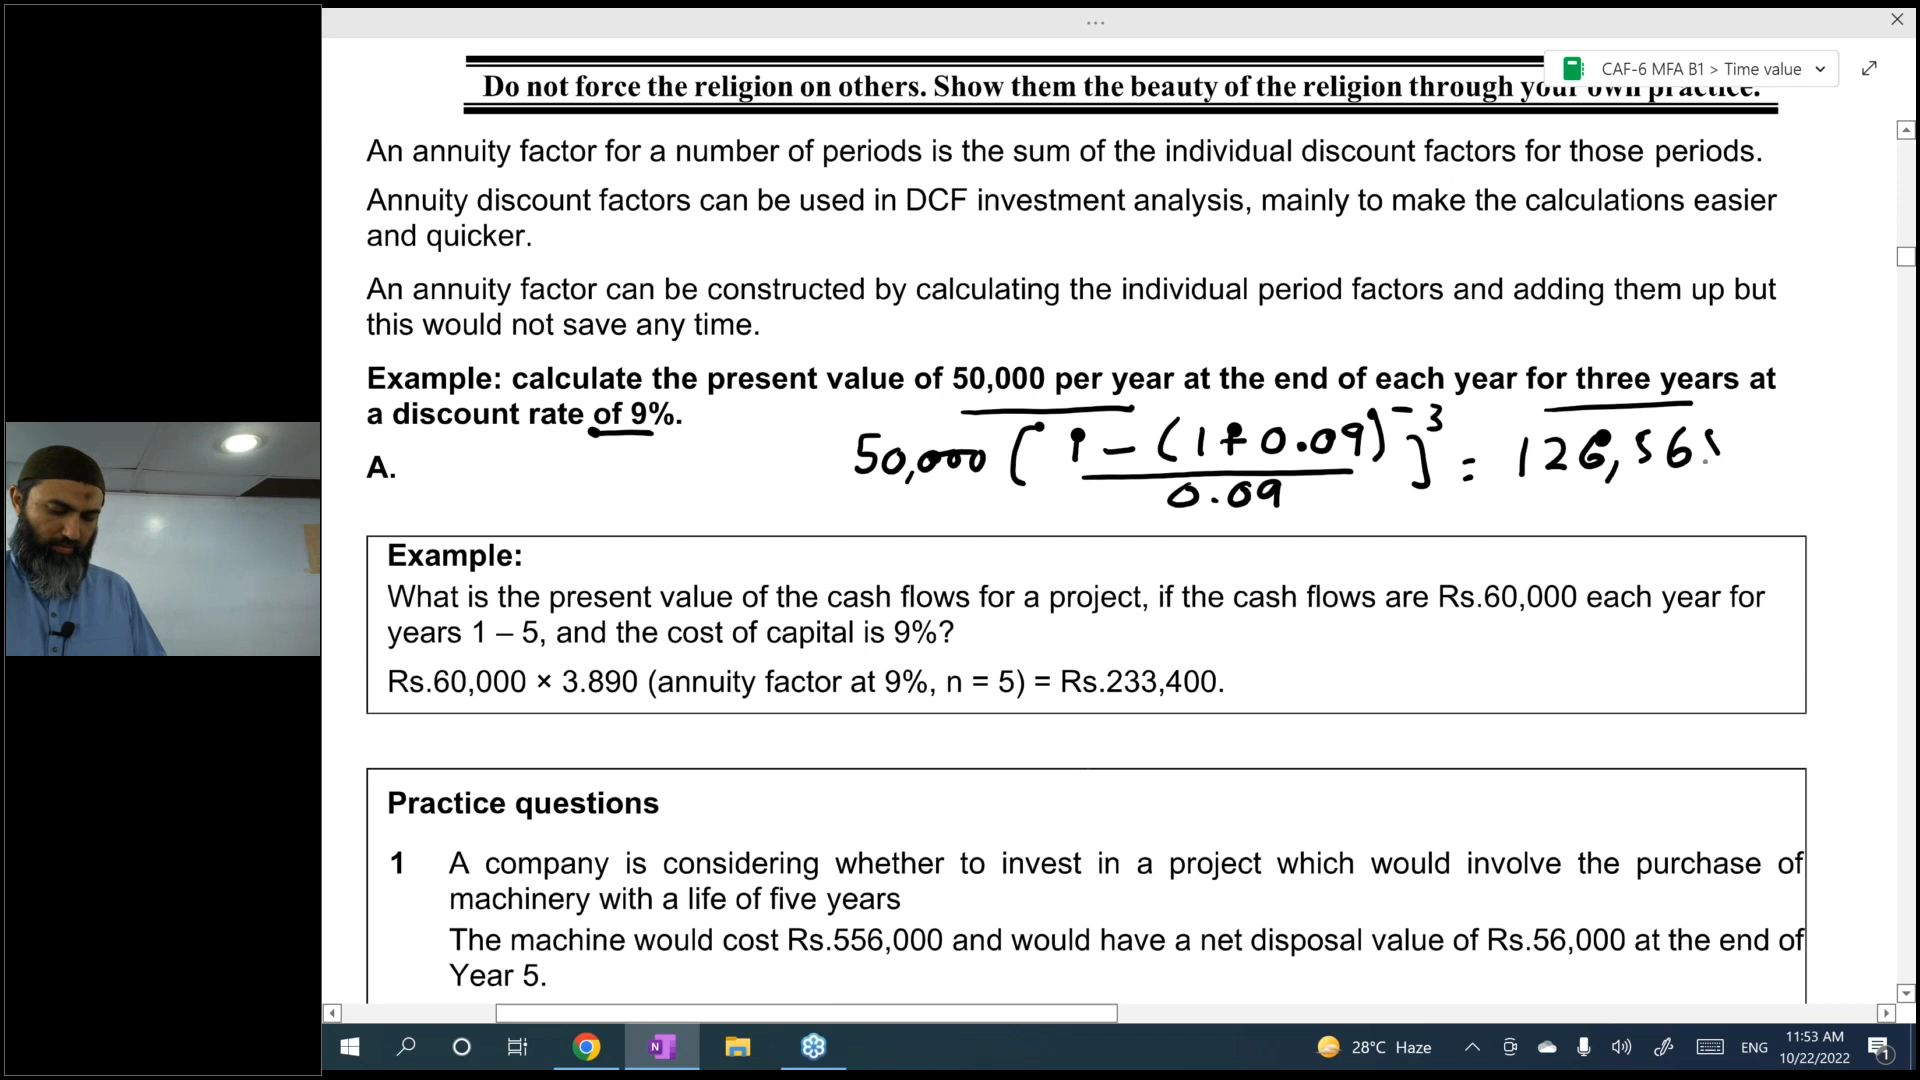 CAF-6 MFA B1 > Time value
Do not force the religion on others. Show them the beauty of the religion through your own practice.
An annuity factor for a number of periods is the sum of the individual discount factors for those periods.
Annuity discount factors can be used in DCF investment analysis, mainly to make the calculations easier
and quicker.
An annuity factor can be constructed by calculating the individual period factors and adding them up but
this would not save any time.
Example: calculate the present value of 50,000 per year at the end of each year for three years at
a discount rate of 9%.
50,000 [ 1 - (1+0.09)^-3 ] = 126,56
0.09
A.
Example:
What is the present value of the cash flows for a project, if the cash flows are Rs.60,000 each year for
years 1 – 5, and the cost of capital is 9%?
Rs.60,000 × 3.890 (annuity factor at 9%, n = 5) = Rs.233,400.
Practice questions
1 A company is considering whether to invest in a project which would involve the purchase of
machinery with a life of five years
The machine would cost Rs.556,000 and would have a net disposal value of Rs.56,000 at the end of
Year 5.
28°C Haze
ENG
11:53 AM
10/22/2022
1